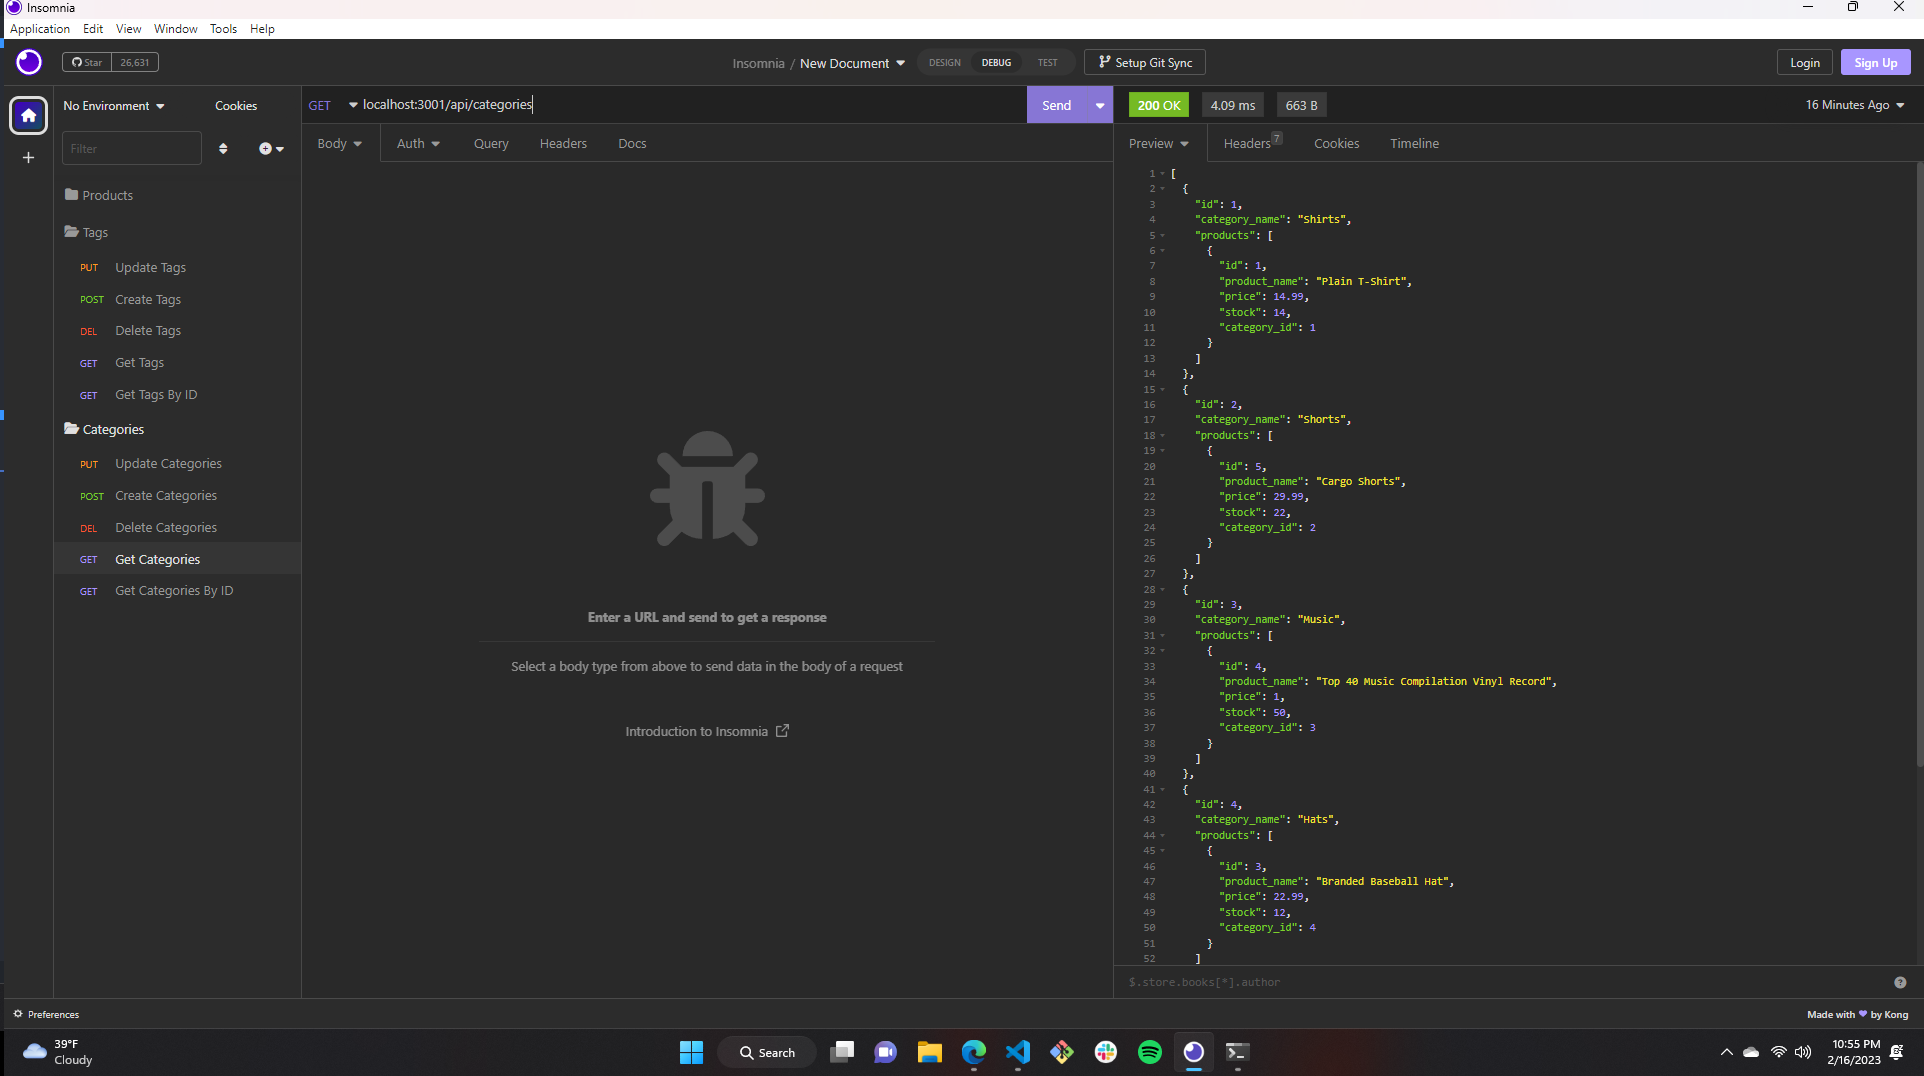 Insomnia
Application Edit View Window Tools Help
Star 26,631
Insomnia / New Document
DESIGN DEBUG TEST
Setup Git Sync
Login Sign Up
No Environment Cookies
GET localhost:3001/api/categories
Send
200 OK 4.09 ms 663 B
16 Minutes Ago
Filter
Body Auth Query Headers Docs
Preview Headers 7 Cookies Timeline
Products
Tags
PUT Update Tags
POST Create Tags
DEL Delete Tags
GET Get Tags
GET Get Tags By ID
Categories
PUT Update Categories
POST Create Categories
DEL Delete Categories
GET Get Categories
GET Get Categories By ID
Enter a URL and send to get a response
Select a body type from above to send data in the body of a request
Introduction to Insomnia
1 [
2 {
3 "id": 1,
4 "category_name": "Shirts",
5 "products": [
6 {
7 "id": 1,
8 "product_name": "Plain T-Shirt",
9 "price": 14.99,
10 "stock": 14,
11 "category_id": 1
12 }
13 ]
14 },
15 {
16 "id": 2,
17 "category_name": "Shorts",
18 "products": [
19 {
20 "id": 5,
21 "product_name": "Cargo Shorts",
22 "price": 29.99,
23 "stock": 22,
24 "category_id": 2
25 }
26 ]
27 },
28 {
29 "id": 3,
30 "category_name": "Music",
31 "products": [
32 {
33 "id": 4,
34 "product_name": "Top 40 Music Compilation Vinyl Record",
35 "price": 1,
36 "stock": 50,
37 "category_id": 3
38 }
39 ]
40 },
41 {
42 "id": 4,
43 "category_name": "Hats",
44 "products": [
45 {
46 "id": 3,
47 "product_name": "Branded Baseball Hat",
48 "price": 22.99,
49 "stock": 12,
50 "category_id": 4
51 }
52 ]
$.store.books[*].author
Preferences
Made with by Kong
39°F
Cloudy
Search
10:55 PM
2/16/2023